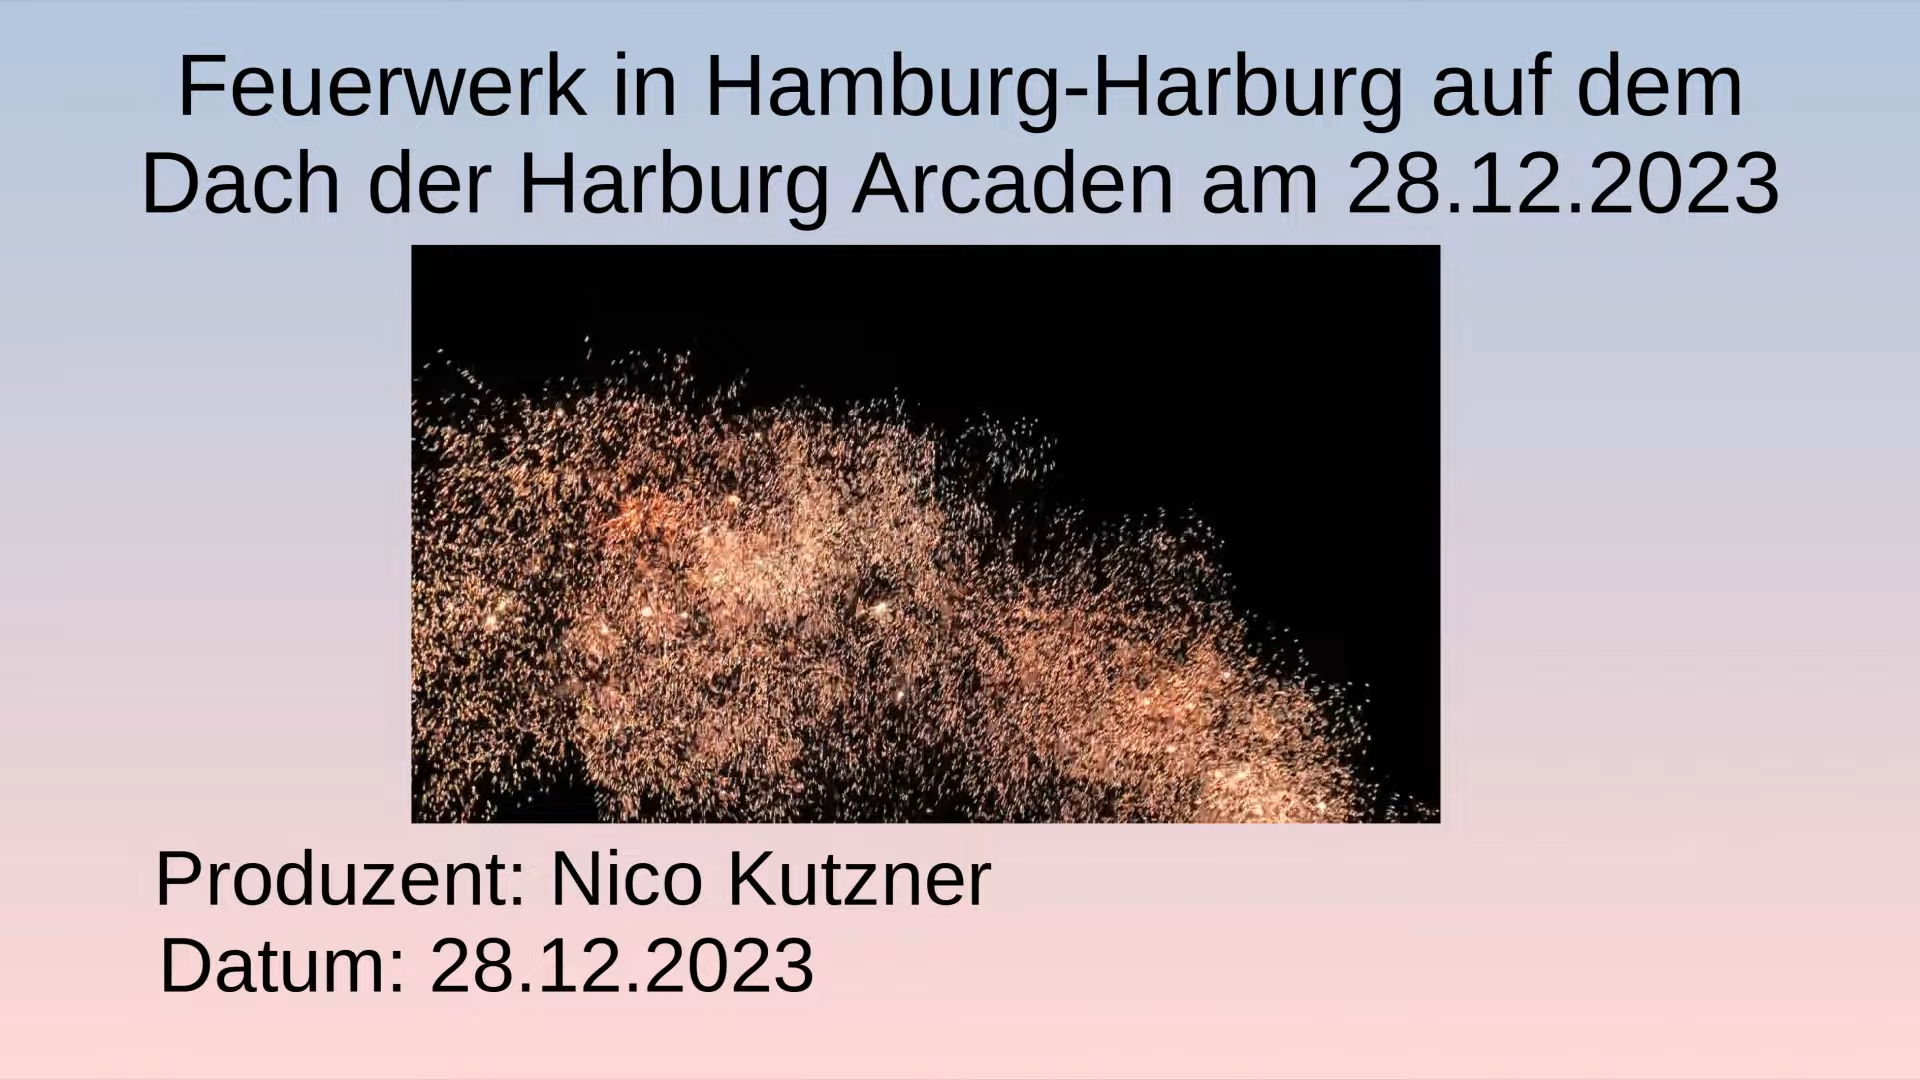 Feuerwerk in Hamburg-Harburg auf dem
Dach der Harburg Arcaden am 28.12.2023
Produzent: Nico Kutzner
Datum: 28.12.2023